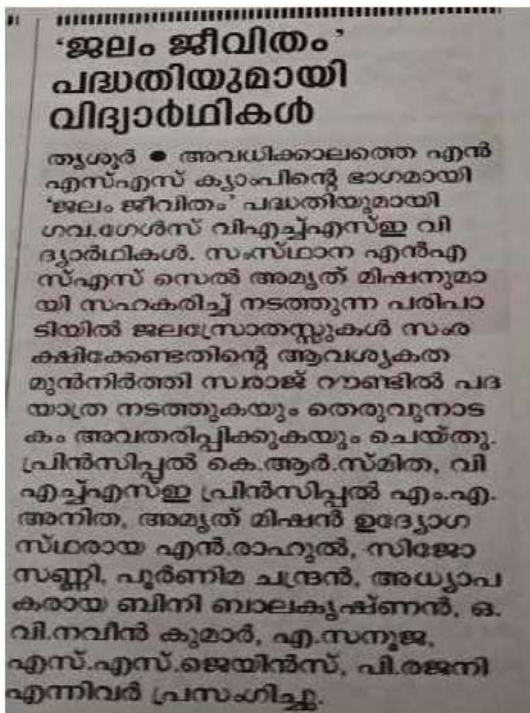 ‘ജലം ജീവിതം’
പദ്ധതിയുമായി
വിദ്യാർഥികൾ
തൃശൂർ ● അവധിക്കാലത്തെ എൻ
എസ്എസ് ക്യാംപിന്റെ ഭാഗമായി
‘ജലം ജീവിതം’ പദ്ധതിയുമായി
ഗവ.ഗേൾസ് വിഎച്ച്എസ്ഇ വി
ദ്യാർഥികൾ. സംസ്ഥാന എൻഎ
സ്എസ് സെൽ അമൃത് മിഷനുമാ
യി സഹകരിച്ച് നടത്തുന്ന പരിപാ
ടിയിൽ ജലസ്രോതസ്സുകൾ സംര
ക്ഷിക്കേണ്ടതിന്റെ ആവശ്യകത
മുൻനിർത്തി സ്വരാജ് റൗണ്ടിൽ പദ
യാത്ര നടത്തുകയും തെരുവുനാട
കം അവതരിപ്പിക്കുകയും ചെയ്തു.
പ്രിൻസിപ്പൽ കെ.ആർ.സ്മിത, വി
എച്ച്എസ്ഇ പ്രിൻസിപ്പൽ എം.എ.
അനിത, അമൃത് മിഷൻ ഉദ്യോഗ
സ്ഥരായ എൻ.രാഹുൽ, സിജോ
സണ്ണി, പൂർണിമ ചന്ദ്രൻ, അധ്യാപ
കരായ ബിനി ബാലകൃഷ്ണൻ, ഒ.
വി.നവീൻ കുമാർ, എ.സനൂജ,
എസ്.എസ്.ജെയിൻസ്, പി.രജനി
എന്നിവർ പ്രസംഗിച്ചു.